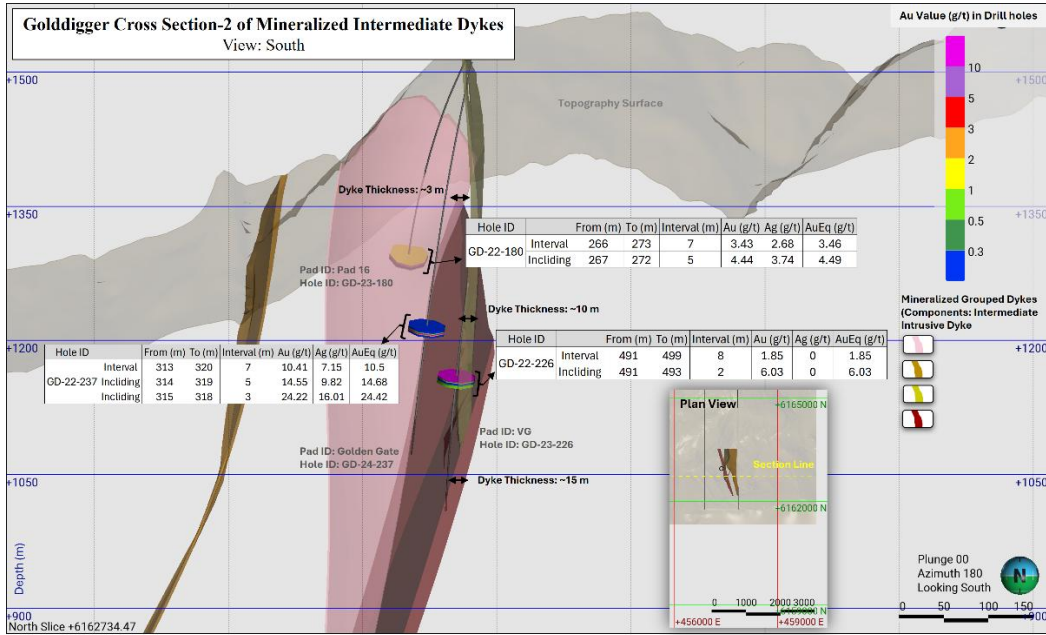 Golddigger Cross Section-2 of Mineralized Intermediate Dykes
View: South
Au Value (g/t) in Drill holes
10
5
3
2
1
0.5
0.3
+1500
+1500
Topography Surface
+1350
+1350
Dyke Thickness: ~3 m
Hole ID From (m) To (m) Interval (m) Au (g/t) Ag (g/t) AuEq (g/t)
GD-22-180
Interval 266 273 7 3.43 2.68 3.46
Incliding 267 272 5 4.44 3.74 4.49
Pad ID: Pad 16
Hole ID: GD-23-180
Dyke Thickness: ~10 m
Mineralized Grouped Dykes
(Components: Intermediate
Intrusive Dyke
+1200
+1200
Hole ID From (m) To (m) Interval (m) Au (g/t) Ag (g/t) AuEq (g/t)
GD-22-226
Interval 491 499 8 1.85 0 1.85
Incliding 491 493 2 6.03 0 6.03
Hole ID From (m) To (m) Interval (m) Au (g/t) Ag (g/t) AuEq (g/t)
Interval 313 320 7 10.41 7.15 10.5
GD-22-237 Incliding 314 319 5 14.55 9.82 14.68
Incliding 315 318 3 24.22 16.01 24.42
Pad ID: VG
Hole ID: GD-23-226
Pad ID: Golden Gate
Hole ID: GD-24-237
Dyke Thickness: ~15 m
+1050
+1050
Plan View
+6165000 N
Section Line
+6162000 N
0 1000 2000 3000
+6159000 N
+456000 E
+459000 E
Depth (m)
Plunge 00
Azimuth 180
Looking South
N
0 50 100 150
+900
+900
North Slice +6162734.47